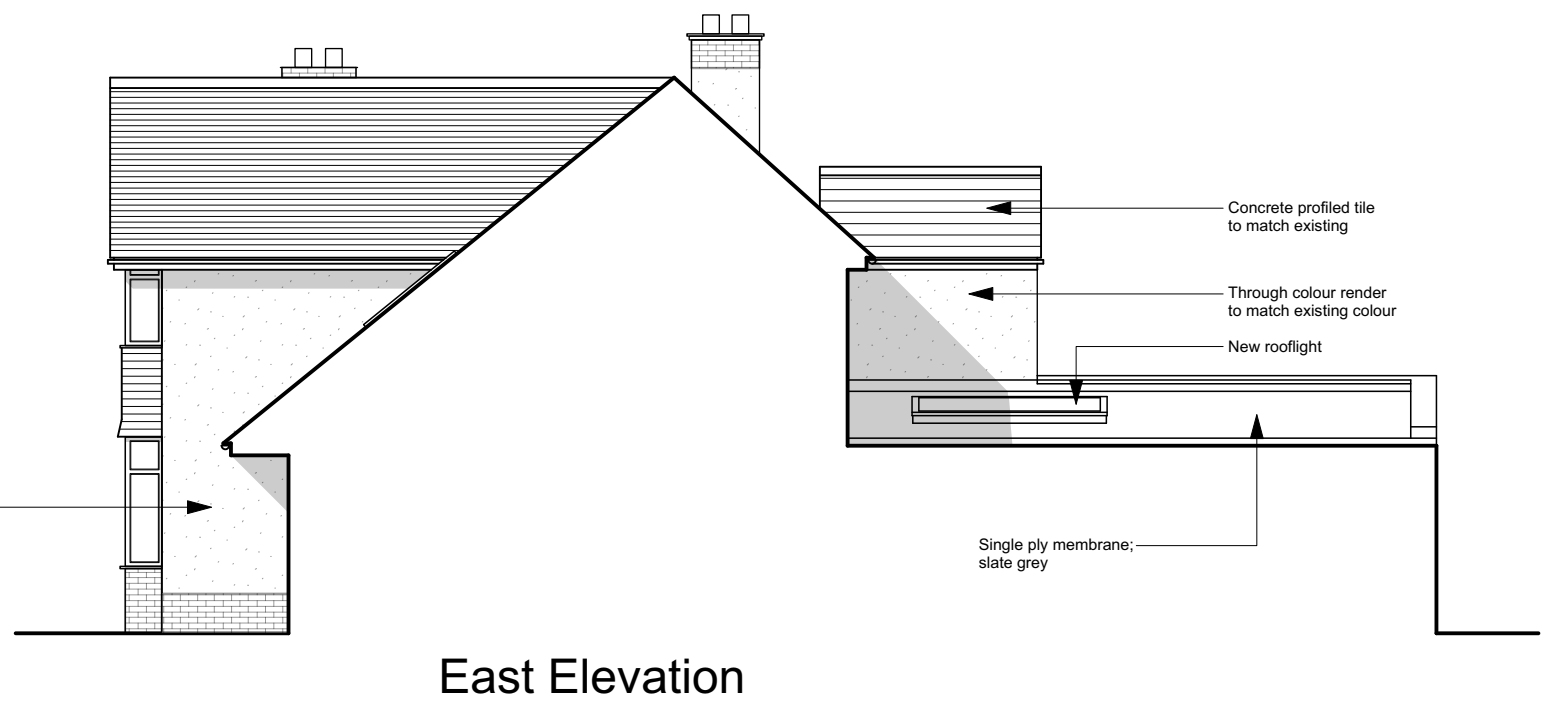 Concrete profiled tile
to match existing
Through colour render
to match existing colour
New rooflight
Single ply membrane;
slate grey
East Elevation